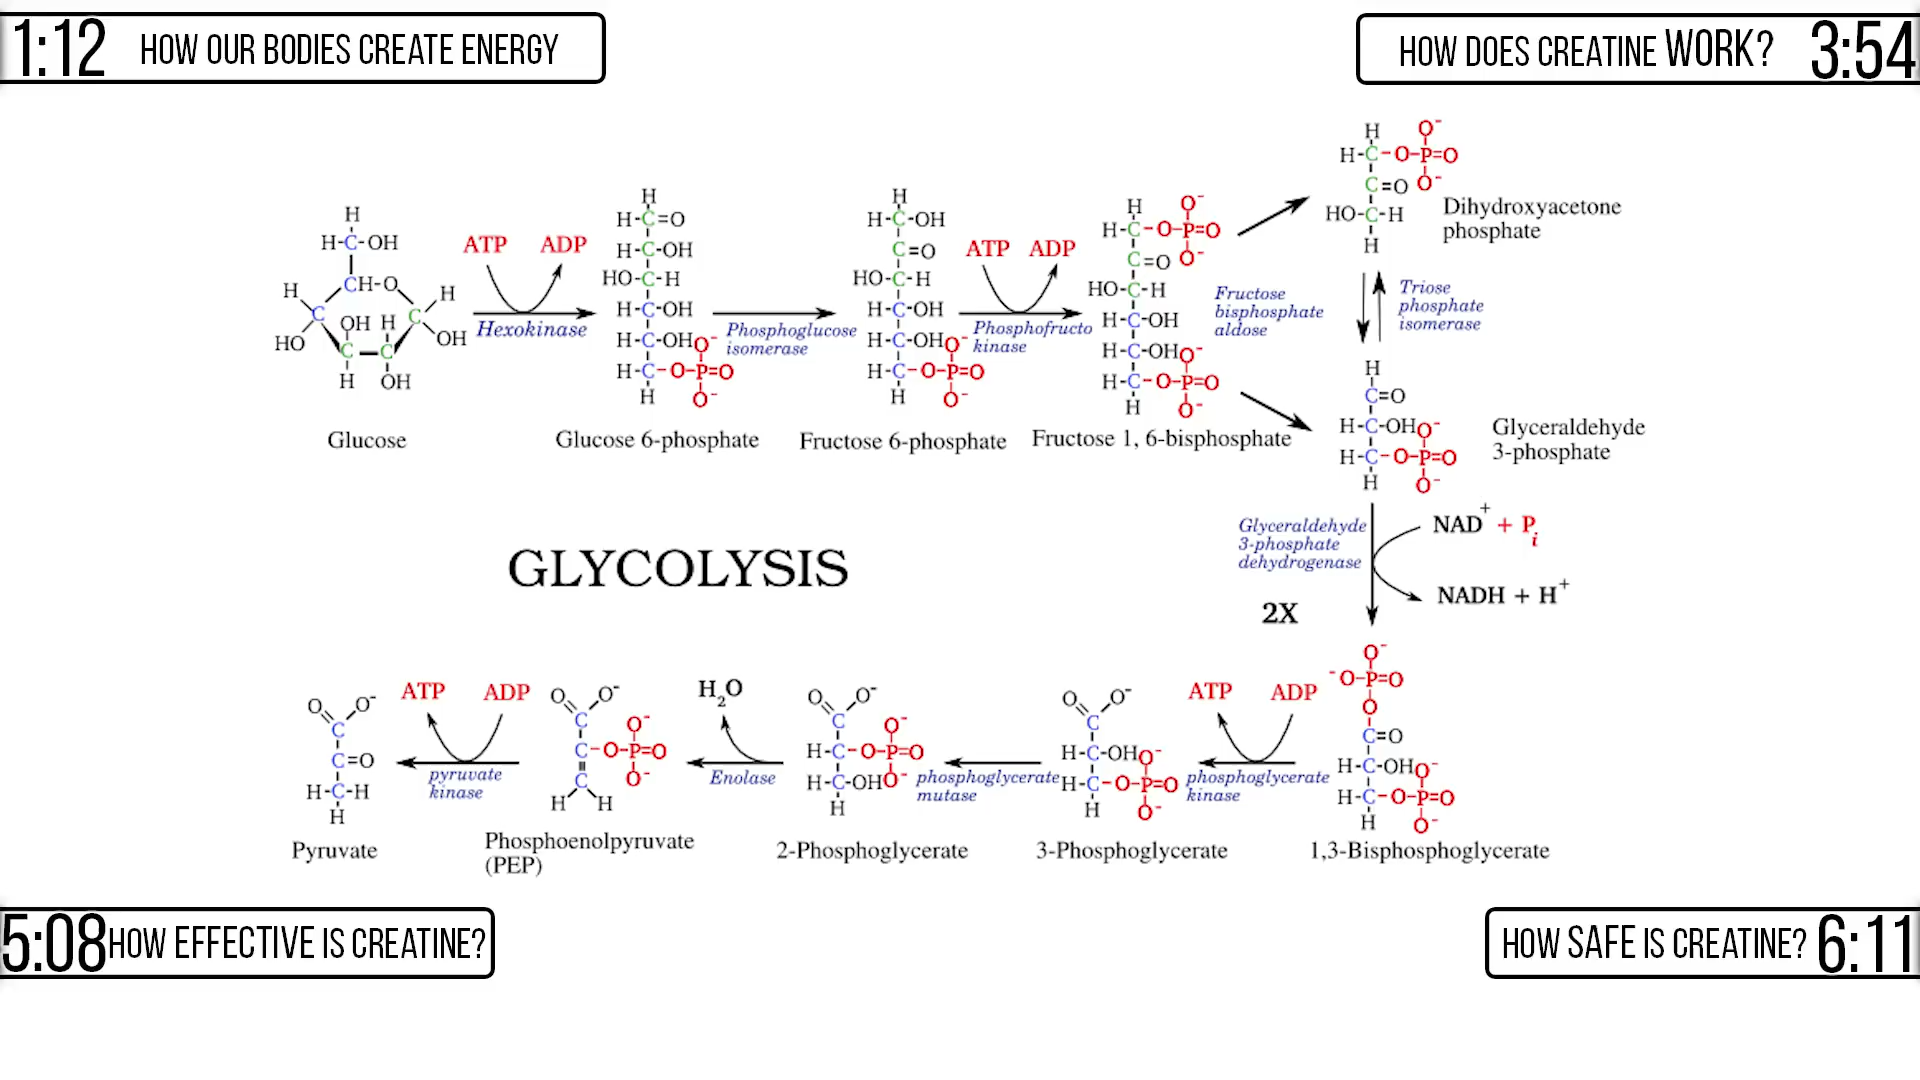 1:12 HOW OUR BODIES CREATE ENERGY
HOW DOES CREATINE WORK? 3:54
Glucose
ATP ADP
Hexokinase
Glucose 6-phosphate
Phosphoglucose
isomerase
Fructose 6-phosphate
ATP ADP
Phosphofructo
kinase
Fructose 1, 6-bisphosphate
Fructose
bisphosphate
aldose
Dihydroxyacetone
phosphate
Triose
phosphate
isomerase
Glyceraldehyde
3-phosphate
GLYCOLYSIS
Glyceraldehyde
3-phosphate
dehydrogenase
NAD⁺ + Pᵢ
NADH + H⁺
2X
1,3-Bisphosphoglycerate
ATP ADP
phosphoglycerate
kinase
3-Phosphoglycerate
phosphoglycerate
mutase
2-Phosphoglycerate
H₂O
Enolase
Phosphoenolpyruvate
(PEP)
ATP ADP
pyruvate
kinase
Pyruvate
5:08 HOW EFFECTIVE IS CREATINE?
HOW SAFE IS CREATINE? 6:11